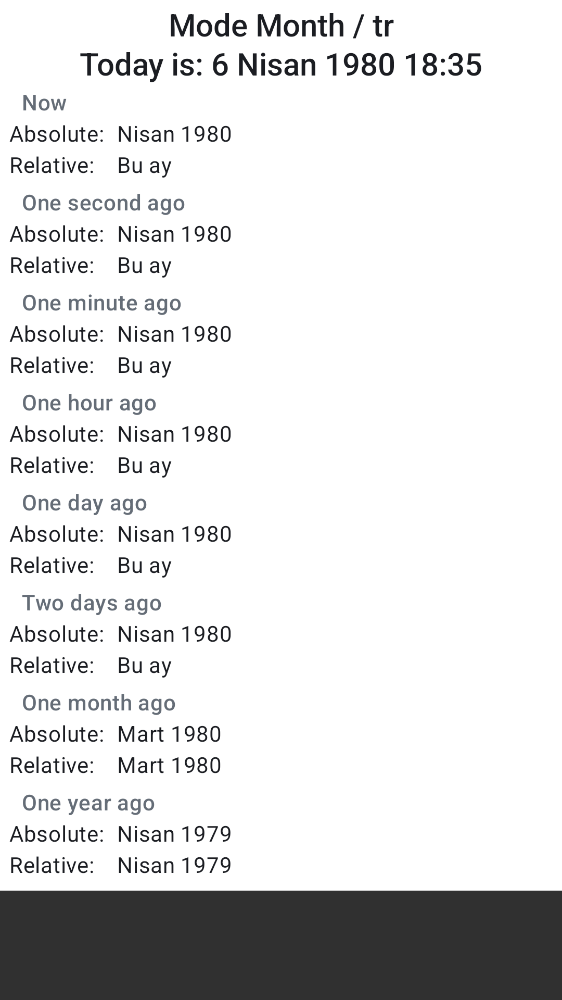 Mode Month / tr
Today is: 6 Nisan 1980 18:35
Now
Absolute: Nisan 1980
Relative: Bu ay
One second ago
Absolute: Nisan 1980
Relative: Bu ay
One minute ago
Absolute: Nisan 1980
Relative: Bu ay
One hour ago
Absolute: Nisan 1980
Relative: Bu ay
One day ago
Absolute: Nisan 1980
Relative: Bu ay
Two days ago
Absolute: Nisan 1980
Relative: Bu ay
One month ago
Absolute: Mart 1980
Relative: Mart 1980
One year ago
Absolute: Nisan 1979
Relative: Nisan 1979